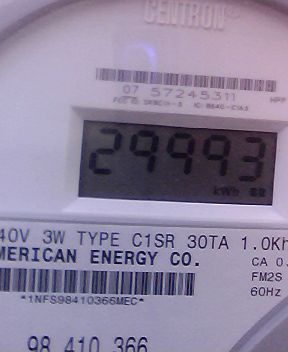 CENTRON
07 57245311
29993
kWh
40V 3W TYPE C1SR 30TA 1.0Kh
MERICAN ENERGY CO.
CA 0.
FM2S
60Hz
*1NFS98410366MEC*
98 410 366